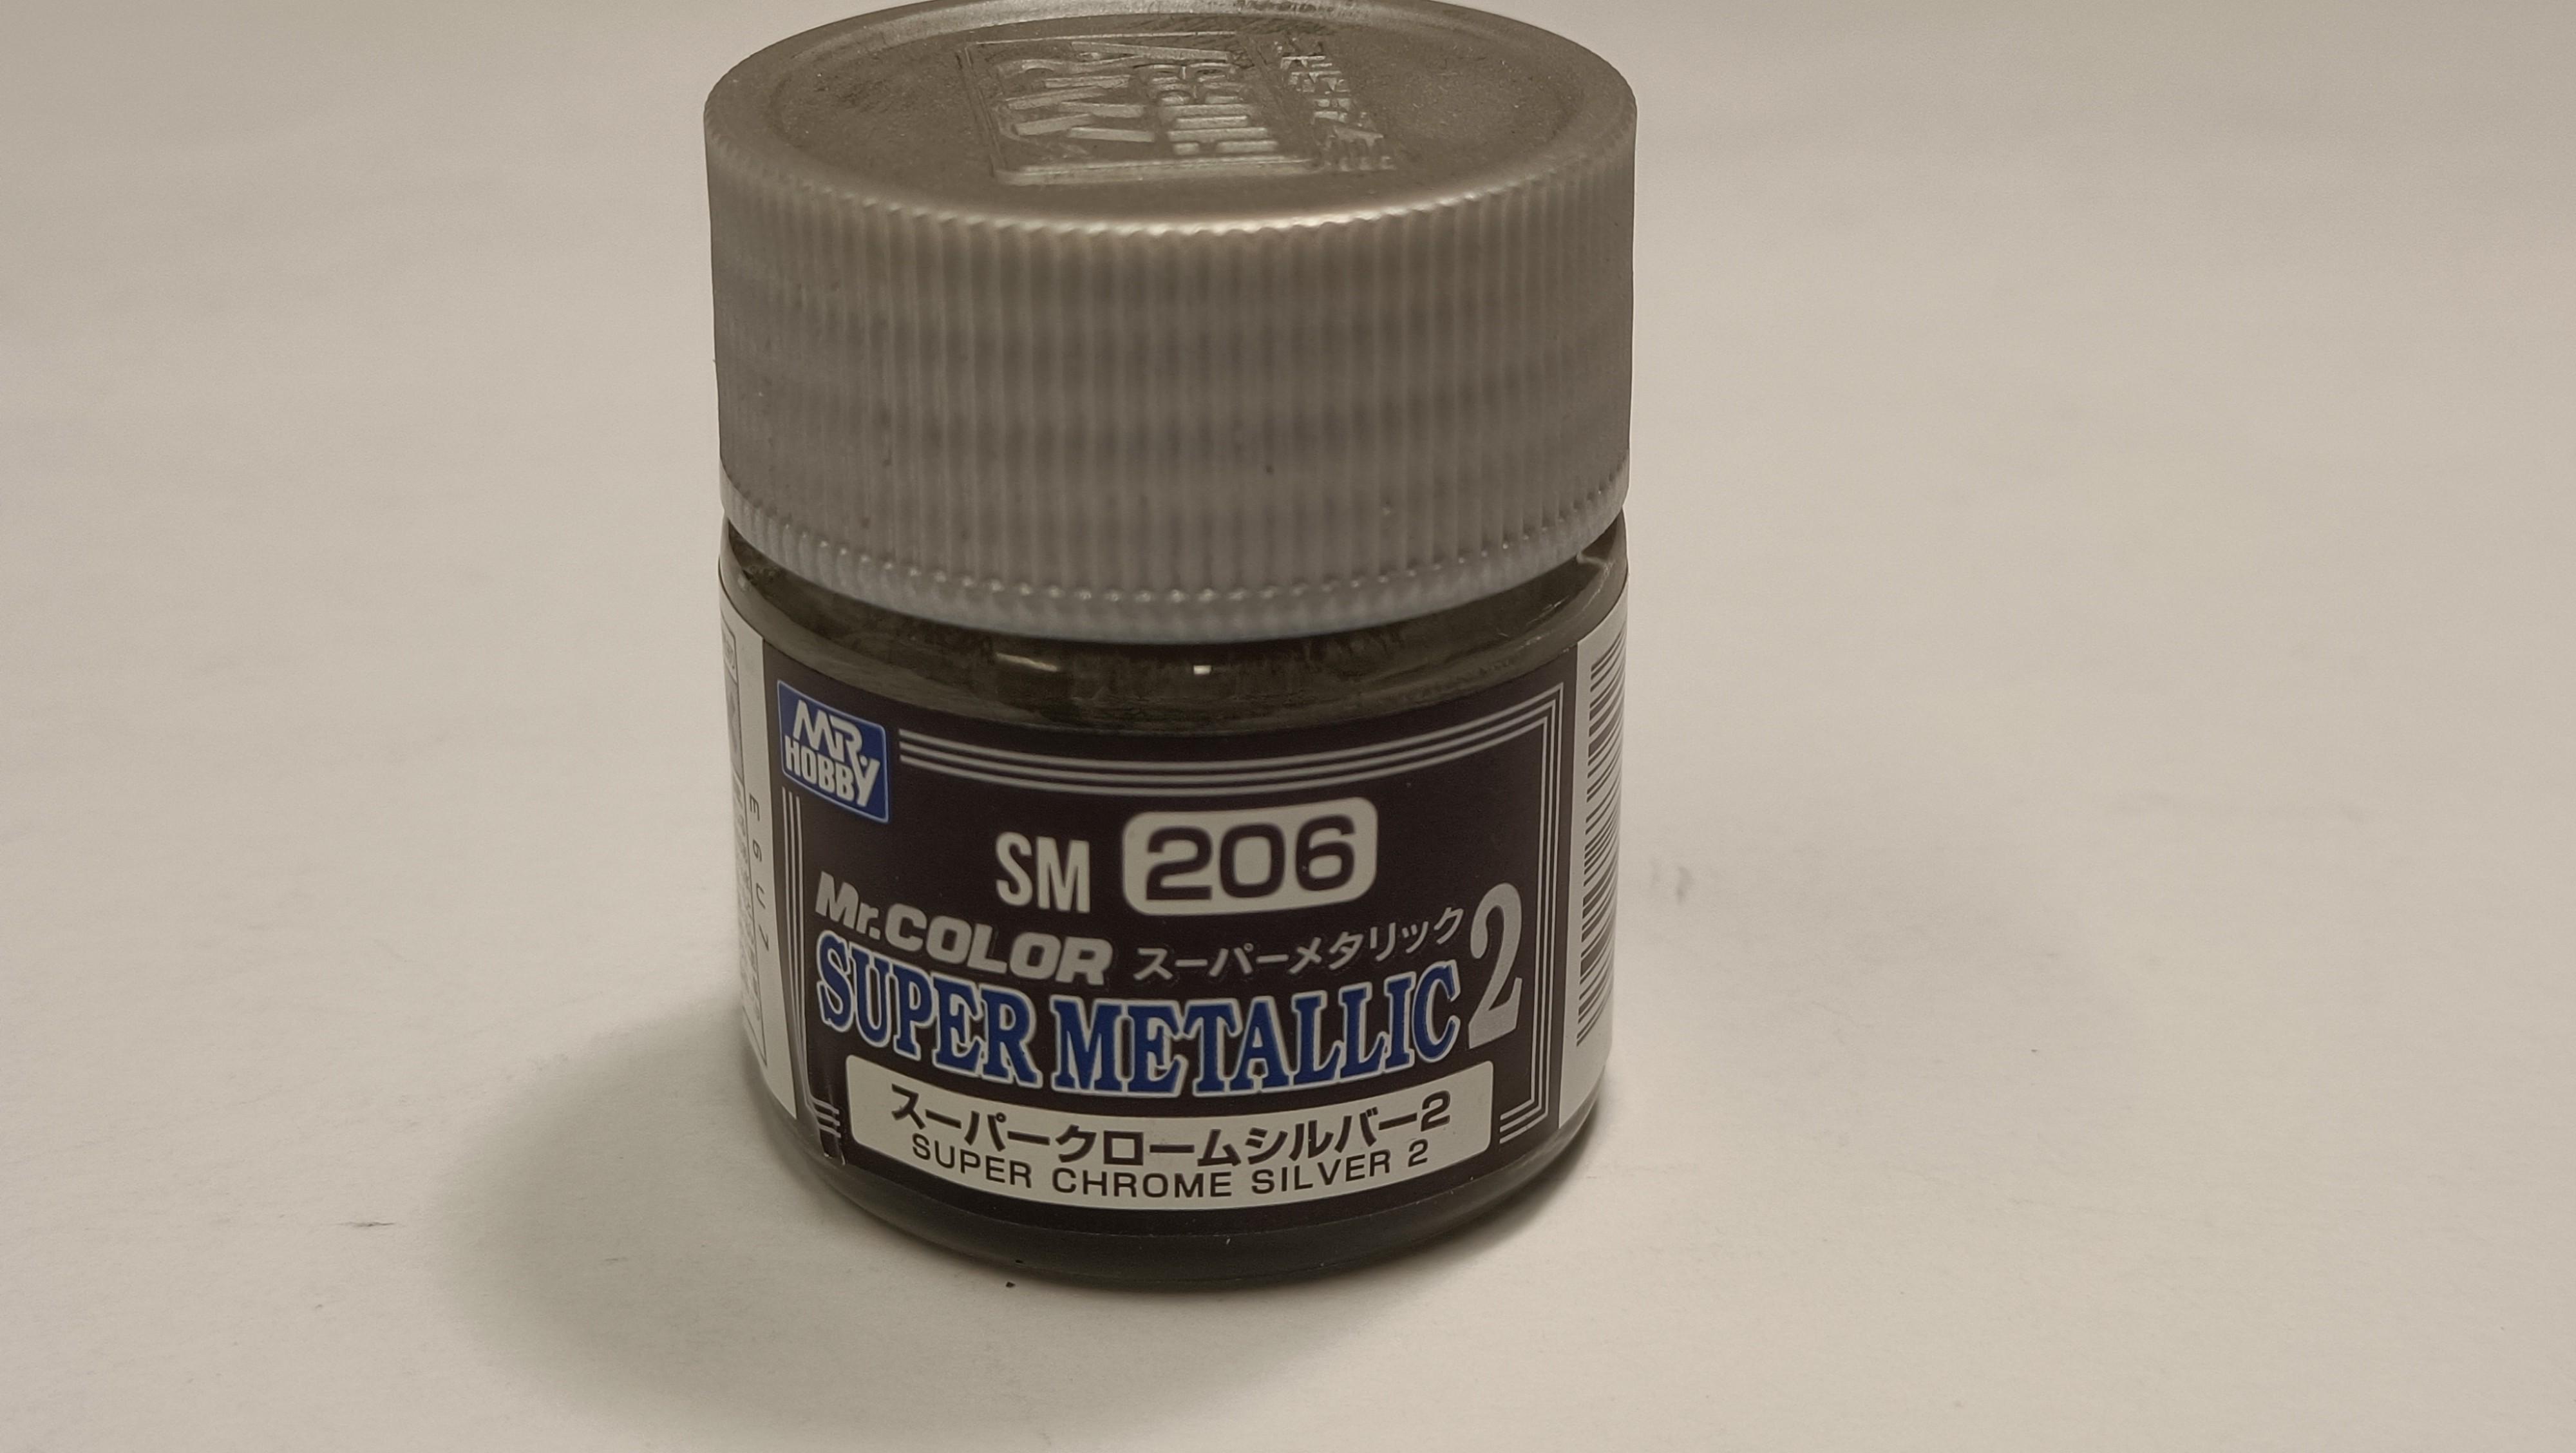 MR.
HOBBY
SM 206
Mr.COLOR スーパーメタリック
SUPER METALLIC 2
スーパークロームシルバー2
SUPER CHROME SILVER 2